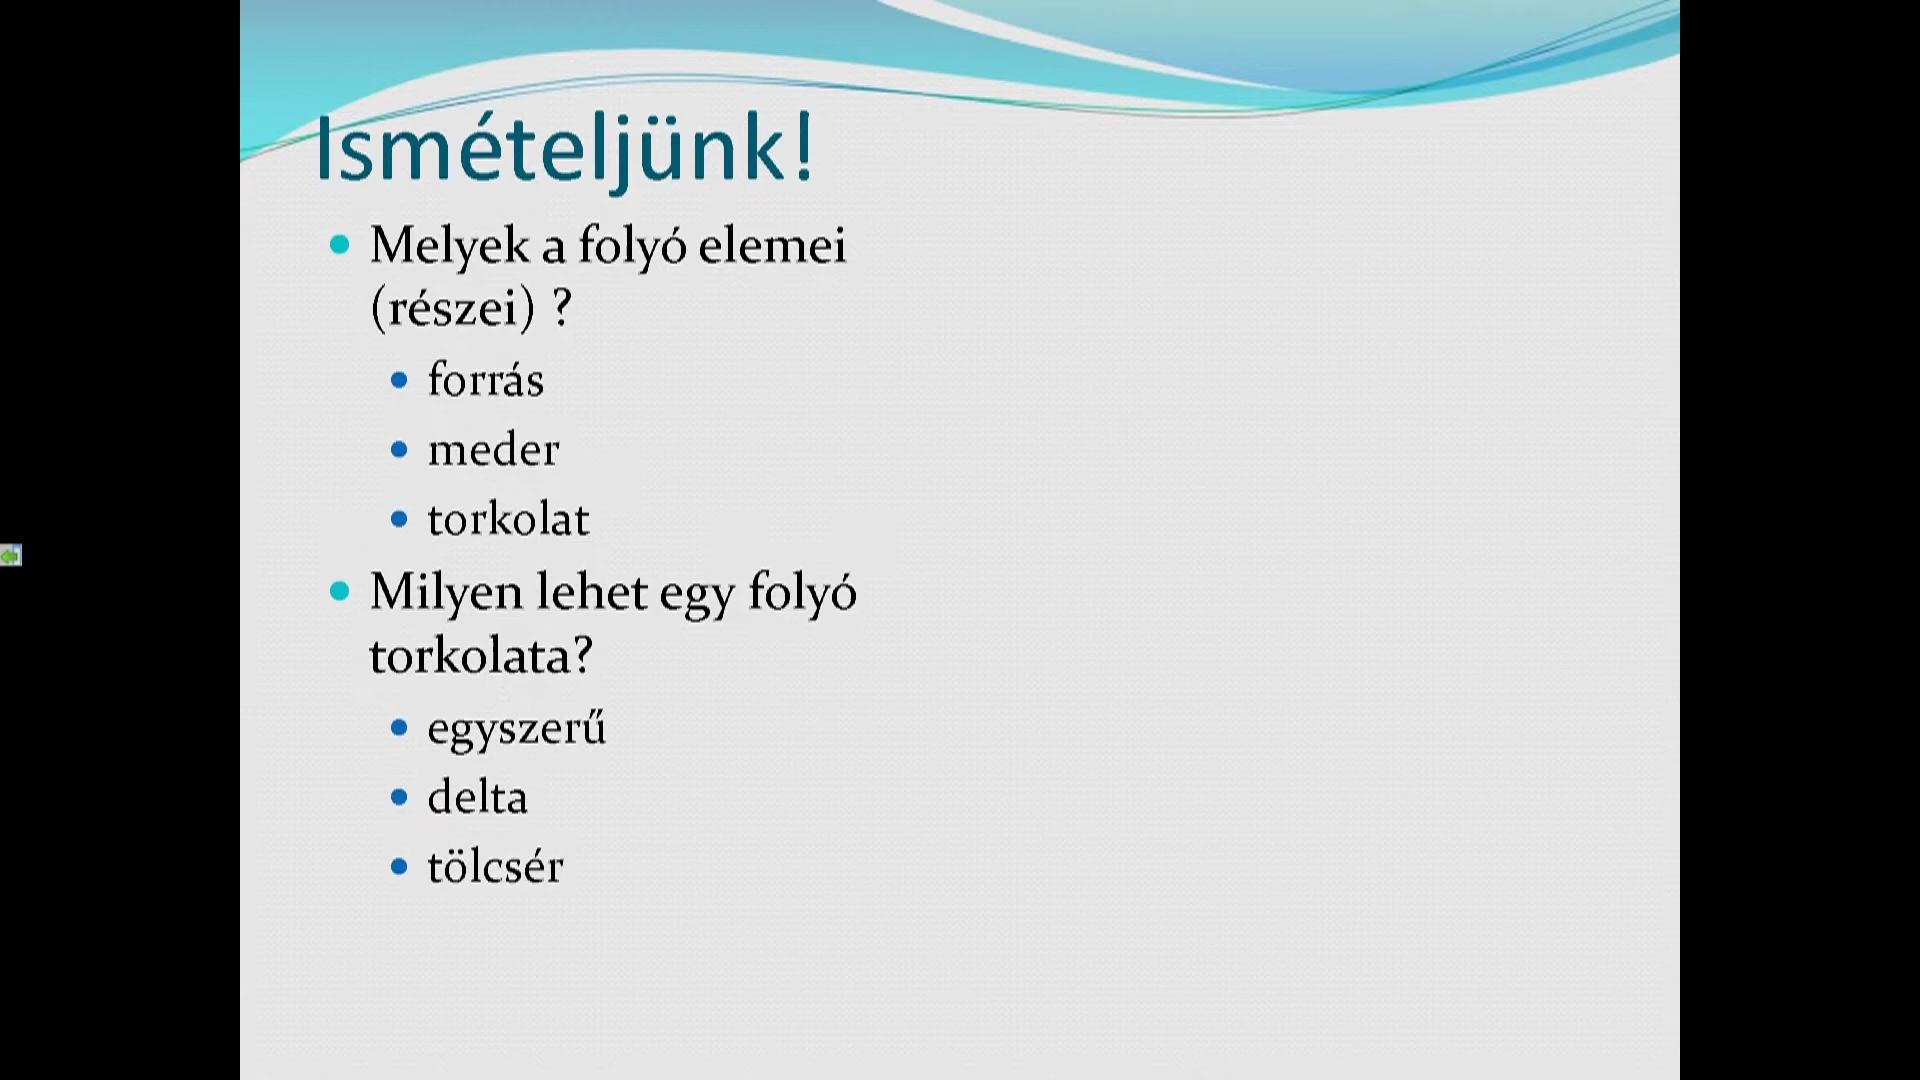 Ismételjünk!
Melyek a folyó elemei
(részei) ?
forrás
meder
torkolat
Milyen lehet egy folyó
torkolata?
egyszerű
delta
tölcsér